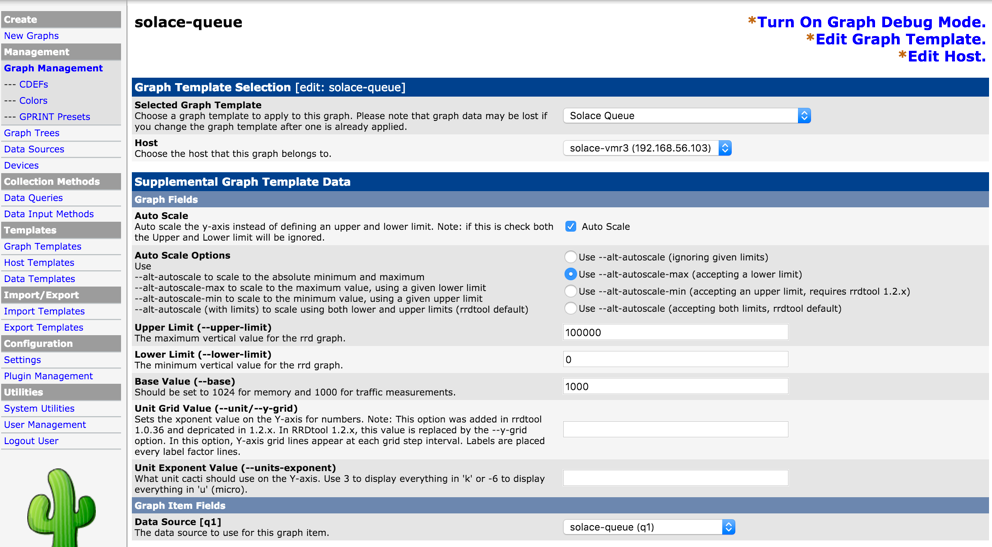 Create
New Graphs
Management
Graph Management
--- CDEFs
--- Colors
--- GPRINT Presets
Graph Trees
Data Sources
Devices
Collection Methods
Data Queries
Data Input Methods
Templates
Graph Templates
Host Templates
Data Templates
Import/Export
Import Templates
Export Templates
Configuration
Settings
Plugin Management
Utilities
System Utilities
User Management
Logout User
solace-queue
*Turn On Graph Debug Mode.
*Edit Graph Template.
*Edit Host.
Graph Template Selection [edit: solace-queue]
Selected Graph Template
Choose a graph template to apply to this graph. Please note that graph data may be lost if
you change the graph template after one is already applied.
Solace Queue
Host
Choose the host that this graph belongs to.
solace-vmr3 (192.168.56.103)
Supplemental Graph Template Data
Graph Fields
Auto Scale
Auto scale the y-axis instead of defining an upper and lower limit. Note: if this is check both
the Upper and Lower limit will be ignored.
Auto Scale
Auto Scale Options
Use
--alt-autoscale to scale to the absolute minimum and maximum
--alt-autoscale-max to scale to the maximum value, using a given lower limit
--alt-autoscale-min to scale to the minimum value, using a given upper limit
--alt-autoscale (with limits) to scale using both lower and upper limits (rrdtool default)
Use --alt-autoscale (ignoring given limits)
Use --alt-autoscale-max (accepting a lower limit)
Use --alt-autoscale-min (accepting an upper limit, requires rrdtool 1.2.x)
Use --alt-autoscale (accepting both limits, rrdtool default)
Upper Limit (--upper-limit)
The maximum vertical value for the rrd graph.
100000
Lower Limit (--lower-limit)
The minimum vertical value for the rrd graph.
0
Base Value (--base)
Should be set to 1024 for memory and 1000 for traffic measurements.
1000
Unit Grid Value (--unit/--y-grid)
Sets the xponent value on the Y-axis for numbers. Note: This option was added in rrdtool
1.0.36 and depricated in 1.2.x. In RRDtool 1.2.x, this value is replaced by the --y-grid
option. In this option, Y-axis grid lines appear at each grid step interval. Labels are placed
every label factor lines.
Unit Exponent Value (--units-exponent)
What unit cacti should use on the Y-axis. Use 3 to display everything in 'k' or -6 to display
everything in 'u' (micro).
Graph Item Fields
Data Source [q1]
The data source to use for this graph item.
solace-queue (q1)